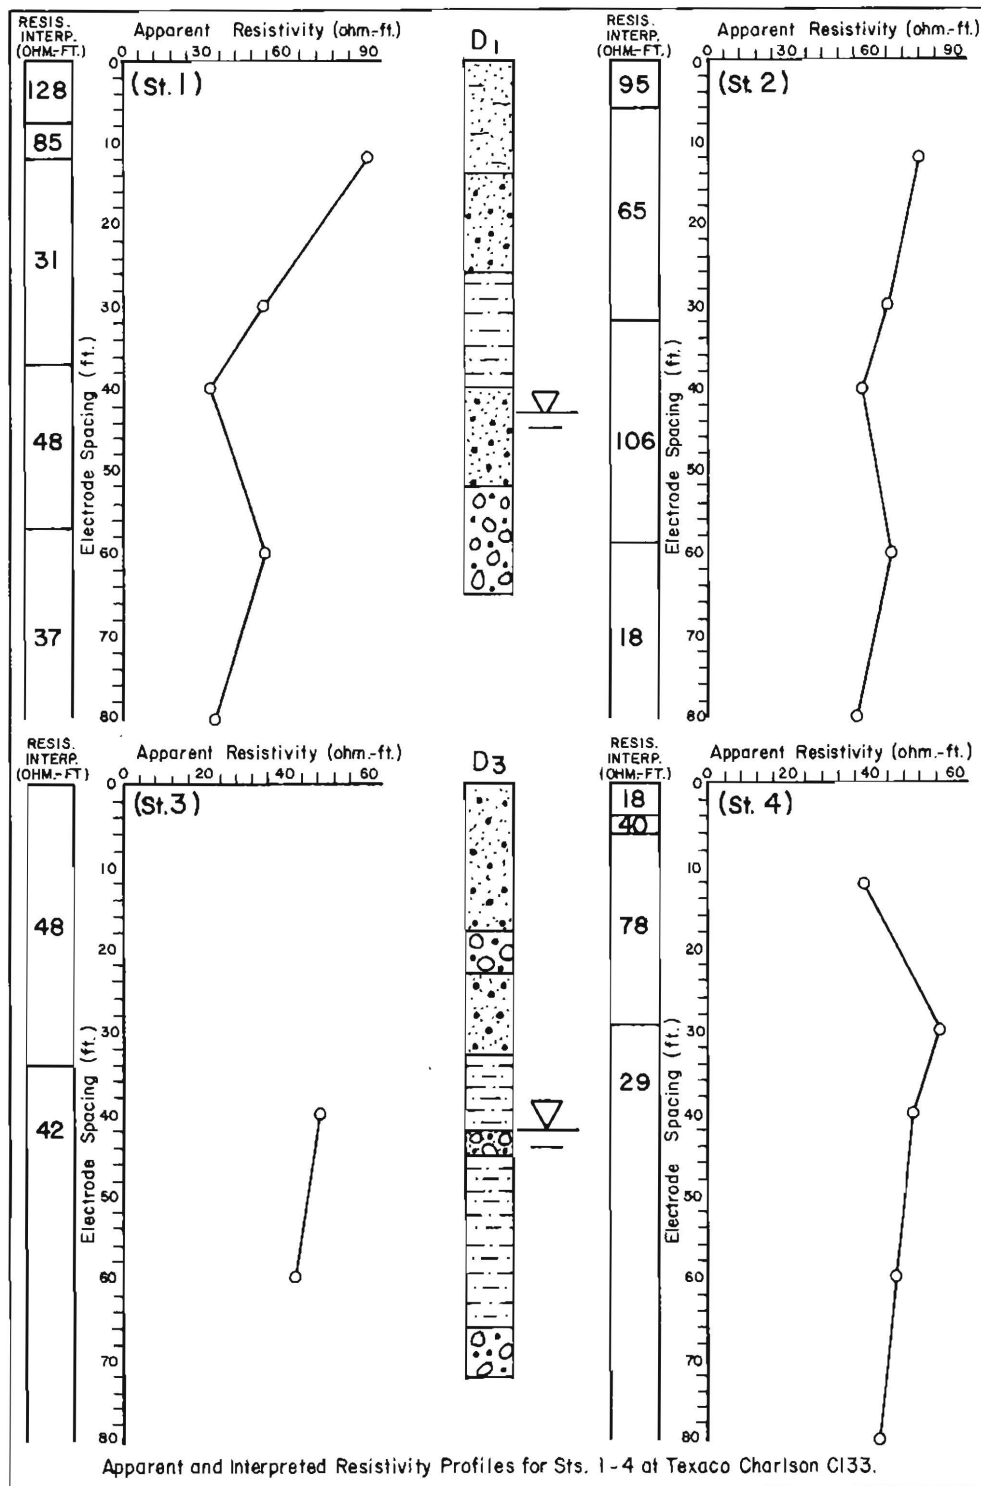 RESIS.
INTERP.
(OHM.-FT.)
Apparent Resistivity (ohm.-ft.)
0 30 60 90
(St. 1)
128
85
31
48
37
0
10
20
30
40
50
60
70
80
Electrode Spacing (ft.)
D1
RESIS.
INTERP.
(OHM.-FT.)
Apparent Resistivity (ohm.-ft.)
0 30 60 90
(St. 2)
95
65
106
18
0
10
20
30
40
50
60
70
80
Electrode Spacing (ft.)
RESIS.
INTERP.
(OHM.-FT)
Apparent Resistivity (ohm.-ft.)
0 20 40 60
(St. 3)
48
42
0
10
20
30
40
50
60
70
80
Electrode Spacing (ft.)
D3
RESIS.
INTERP.
(OHM.-FT.)
Apparent Resistivity (ohm.-ft.)
0 20 40 60
(St. 4)
18
40
78
29
0
10
20
30
40
50
60
70
80
Electrode Spacing (ft.)
Apparent and Interpreted Resistivity Profiles for Sts. 1-4 at Texaco Charlson C133.